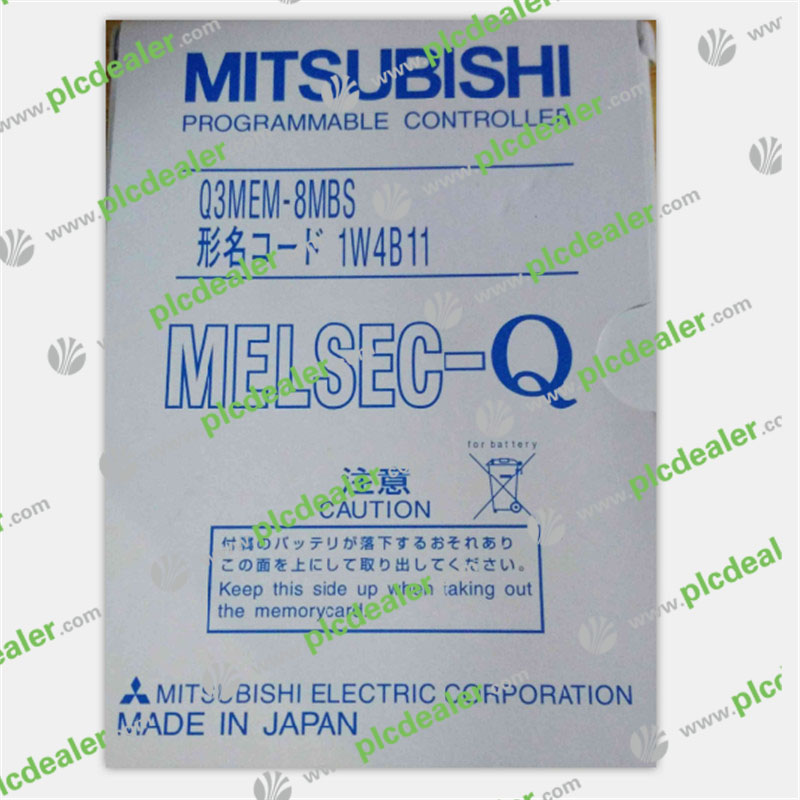 MITSUBISHI
PROGRAMMABLE CONTROLLER
Q3MEM-8MBS
形名コード 1W4B11
MELSEC-Q
for battery
注意
CAUTION
付属のバッテリが落下するおそれあり
この面を上にして取り出してください。
Keep this side up when taking out
the memorycard.
MITSUBISHI ELECTRIC CORPORATION
MADE IN JAPAN
www.plcdealer.com